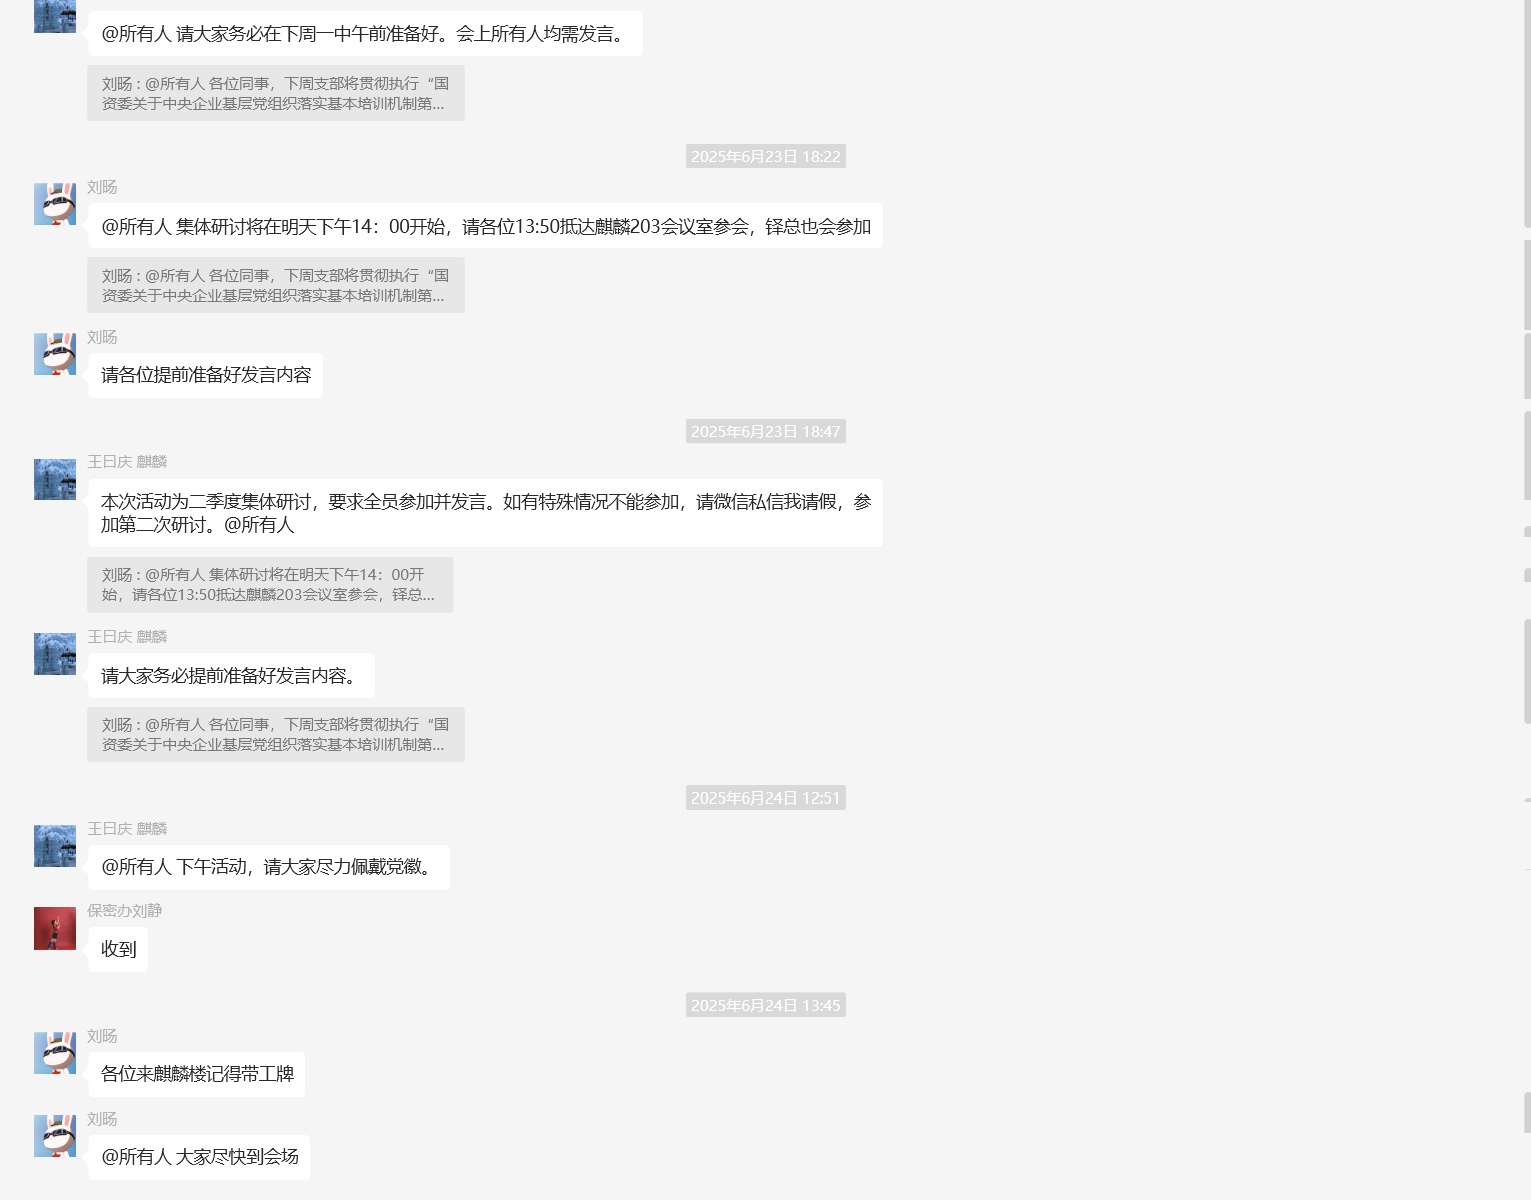 @所有人 请大家务必在下周一中午前准备好。会上所有人均需发言。
刘旸：@所有人 各位同事，下周支部将贯彻执行“国
资委关于中央企业基层党组织落实基本培训机制第...
2025年6月23日 18:22
刘旸
@所有人 集体研讨将在明天下午14：00开始，请各位13:50抵达麒麟203会议室参会，铎总也会参加
刘旸：@所有人 各位同事，下周支部将贯彻执行“国
资委关于中央企业基层党组织落实基本培训机制第...
刘旸
请各位提前准备好发言内容
2025年6月23日 18:47
王日庆 麒麟
本次活动为二季度集体研讨，要求全员参加并发言。如有特殊情况不能参加，请微信私信我请假，参
加第二次研讨。@所有人
刘旸：@所有人 集体研讨将在明天下午14：00开
始，请各位13:50抵达麒麟203会议室参会，铎总...
王日庆 麒麟
请大家务必提前准备好发言内容。
刘旸：@所有人 各位同事，下周支部将贯彻执行“国
资委关于中央企业基层党组织落实基本培训机制第...
2025年6月24日 12:51
王日庆 麒麟
@所有人 下午活动，请大家尽力佩戴党徽。
保密办刘静
收到
2025年6月24日 13:45
刘旸
各位来麒麟楼记得带工牌
刘旸
@所有人 大家尽快到会场